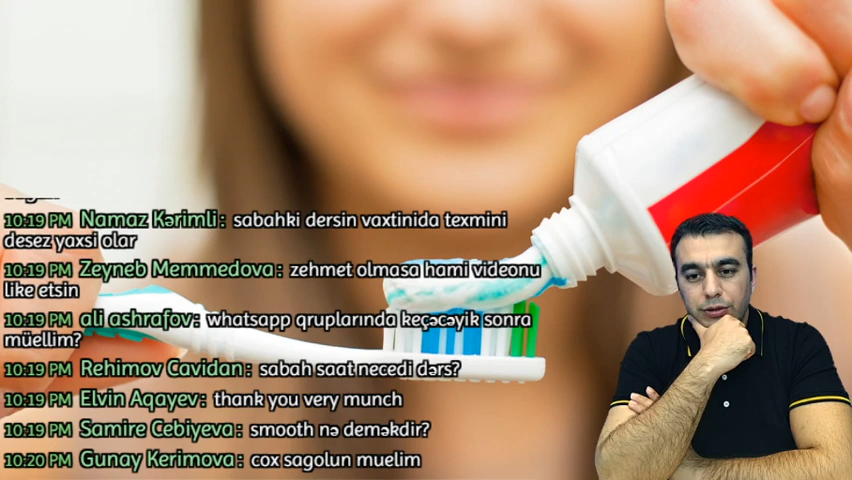 10:19 PM Namaz Kərimli: sabahki dersin vaxtinida texmini
desez yaxsi olar
10:19 PM Zeyneb Memmedova: zehmet olmasa hami videonu
like etsin
10:19 PM ali ashrafov: whatsapp qruplarında keçəcəyik sonra
müellim?
10:19 PM Rehimov Cavidan: sabah saat necedi dərs?
10:19 PM Elvin Aqayev: thank you very munch
10:19 PM Samire Cebiyeva: smooth nə deməkdir?
10:20 PM Gunay Kerimova: cox sagolun muelim